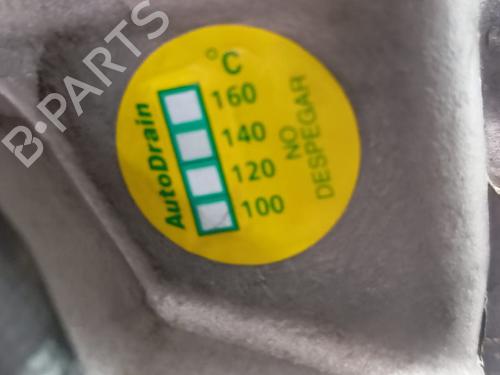 B-PARTS
°C
160
140
120
100
AutoDrain
NO
DESPEGAR